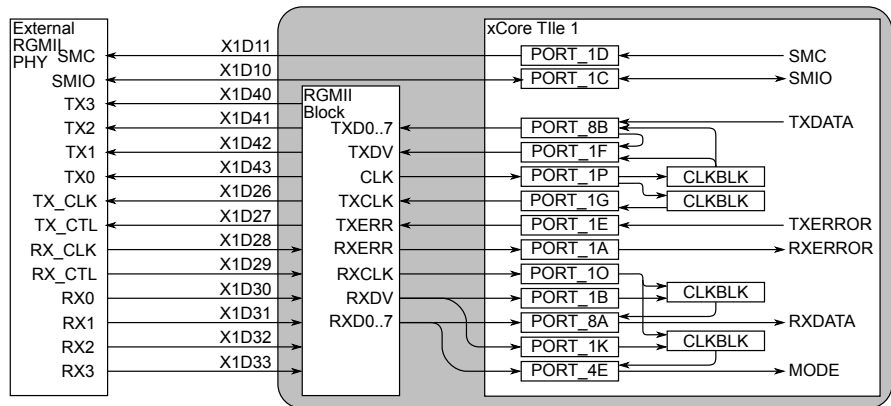 External
RGMII
PHY
xCore TIle 1
SMC
X1D11
PORT_1D
SMC
SMIO
X1D10
PORT_1C
SMIO
TX3
X1D40
RGMII
Block
TX2
X1D41
TXD0..7
PORT_8B
TXDATA
TX1
X1D42
TXDV
PORT_1F
TX0
X1D43
CLK
PORT_1P
CLKBLK
TX_CLK
X1D26
TXCLK
PORT_1G
CLKBLK
TX_CTL
X1D27
TXERR
PORT_1E
TXERROR
RX_CLK
X1D28
RXERR
PORT_1A
RXERROR
RX_CTL
X1D29
RXCLK
PORT_1O
RX0
X1D30
RXDV
PORT_1B
CLKBLK
RX1
X1D31
RXD0..7
PORT_8A
RXDATA
RX2
X1D32
PORT_1K
CLKBLK
RX3
X1D33
PORT_4E
MODE